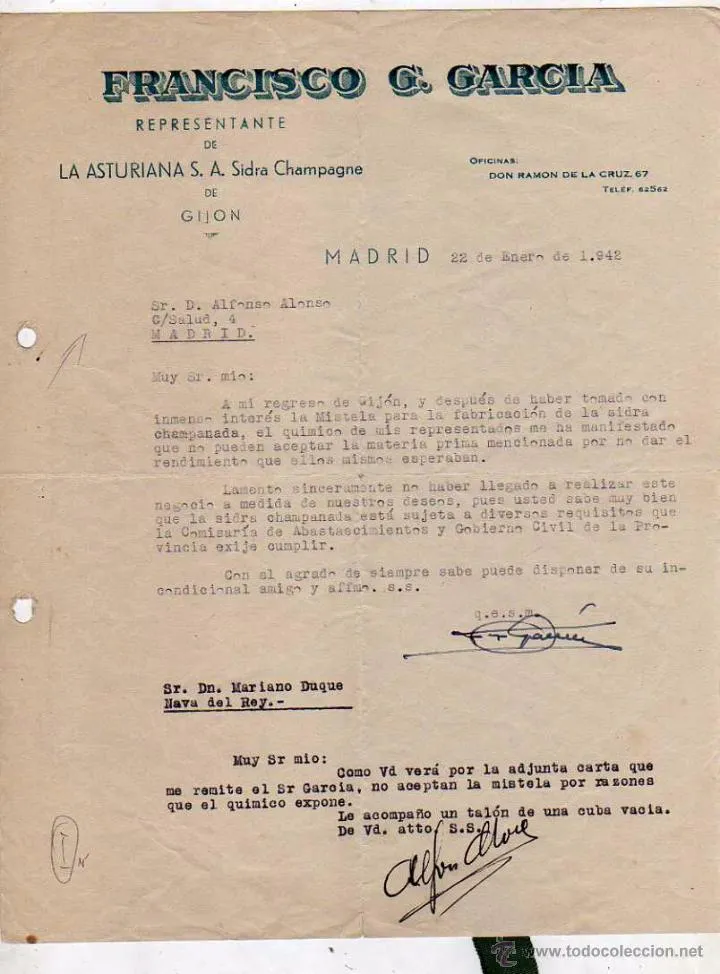 FRANCISCO G. GARCIA
REPRESENTANTE
DE
LA ASTURIANA S. A. Sidra Champagne
DE
GIJON
OFICINAS:
DON RAMON DE LA CRUZ, 67
TELÉF. 62562
MADRID 22 de Enero de 1.942
Sr. D. Alfonso Alonso
C/Salud, 4
MADRID.
Muy Sr. mio:
A mi regreso de Gijón, y después de haber tomado con
inmenso interés la Mistela para la fabricación de la sidra
champanada, el quimico de mis representados me ha manifestado
que no pueden aceptar la materia prima mencionada por no dar el
rendimiento que ellos mismos esperaban.
Lamento sinceramente no haber llegado a realizar este
negocio a medida de nuestros deseos, pues usted sabe muy bien
que la sidra champanada está sujeta a diversos requisitos que
la Comisaría de Abastascimientos y Gobierno Civil de la Pro-
vincia exije cumplir.
Con el agrado de siempre sabe puede disponer de su in-
condicional amigo y affmo. s.s.
q.e.s.m.
Sr. Dn. Mariano Duque
Nava del Rey.-
Muy Sr mio:
Como Vd verá por la adjunta carta que
me remite el Sr Garcia, no aceptan la mistela por razones
que el quimico expone.
Le acompaño un talón de una cuba vacia.
De Vd. atto S.S.
I
todocoleccion
© www.todocoleccion.net